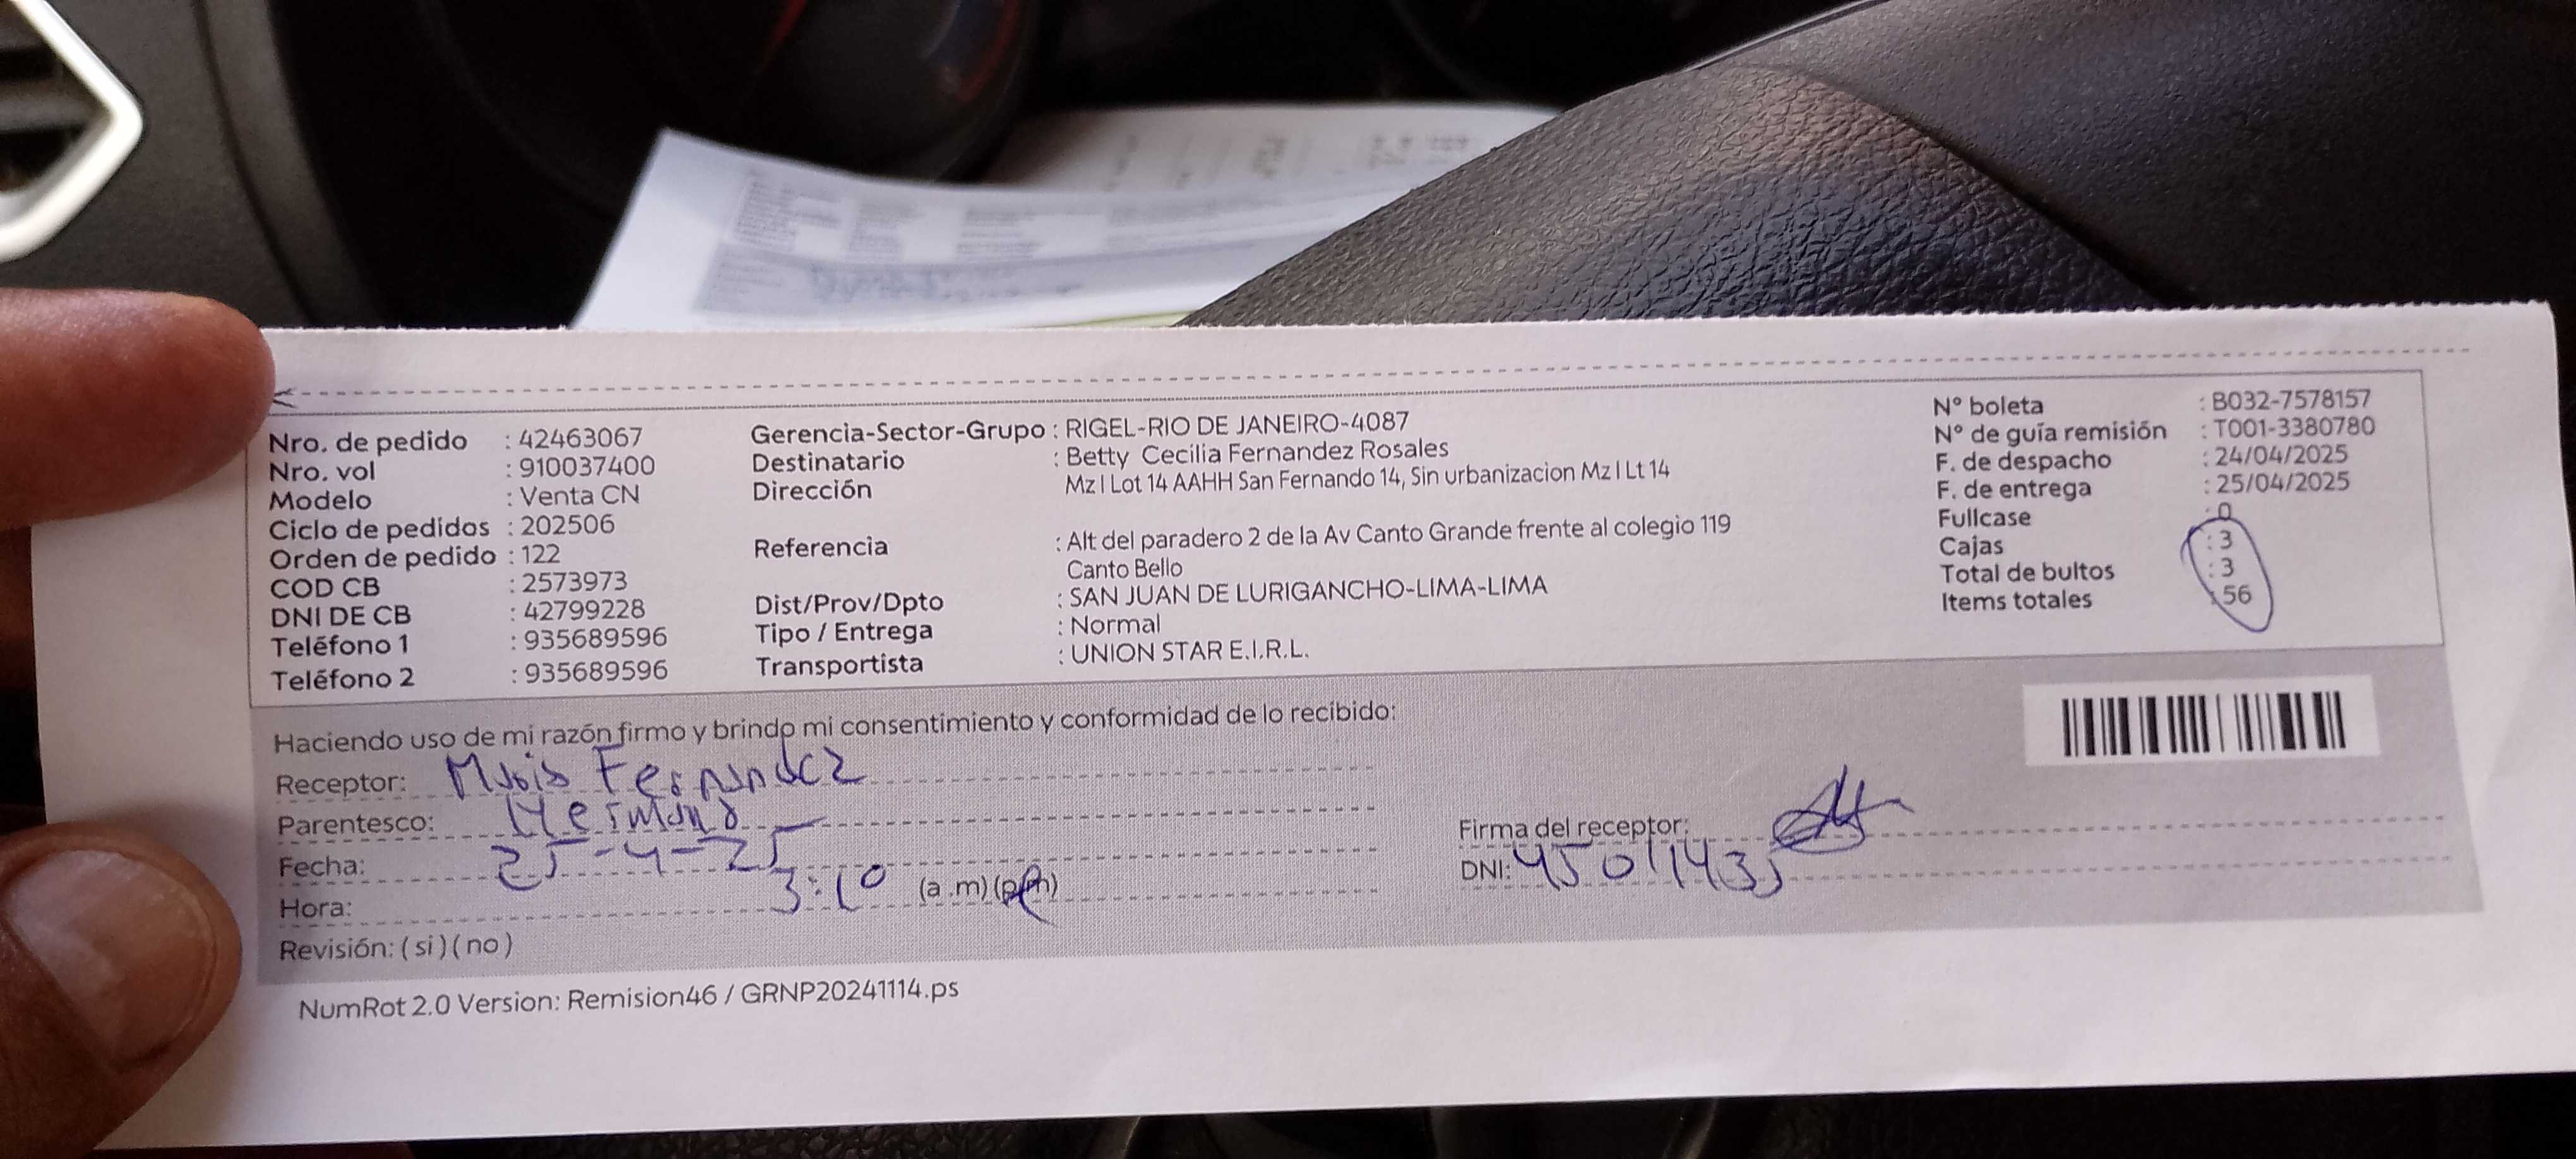 Nro. de pedido : 42463067
Nro. vol : 910037400
Modelo : Venta CN
Ciclo de pedidos : 202506
Orden de pedido : 122
COD CB : 2573973
DNI DE CB : 42799228
Teléfono 1 : 935689596
Teléfono 2 : 935689596
Gerencia-Sector-Grupo : RIGEL-RIO DE JANEIRO-4087
Destinatario : Betty Cecilia Fernandez Rosales
Dirección Mz I Lot 14 AAHH San Fernando 14, Sin urbanizacion Mz I Lt 14
Referencia : Alt del paradero 2 de la Av Canto Grande frente al colegio 119
Canto Bello
Dist/Prov/Dpto : SAN JUAN DE LURIGANCHO-LIMA-LIMA
Tipo / Entrega : Normal
Transportista : UNION STAR E.I.R.L.
N° boleta : B032-7578157
N° de guía remisión : T001-3380780
F. de despacho : 24/04/2025
F. de entrega : 25/04/2025
Fullcase : 0
Cajas : 3
Total de bultos : 3
Items totales : 56
Haciendo uso de mi razón firmo y brindo mi consentimiento y conformidad de lo recibido:
Receptor: Fernandez
Parentesco:
Fecha: 25-4-25
Hora: 3:10 (a.m) (p.m)
Revisión: ( si ) ( no )
Firma del receptor:
DNI: 45011435
NumRot 2.0 Version: Remision46 / GRNP20241114.ps